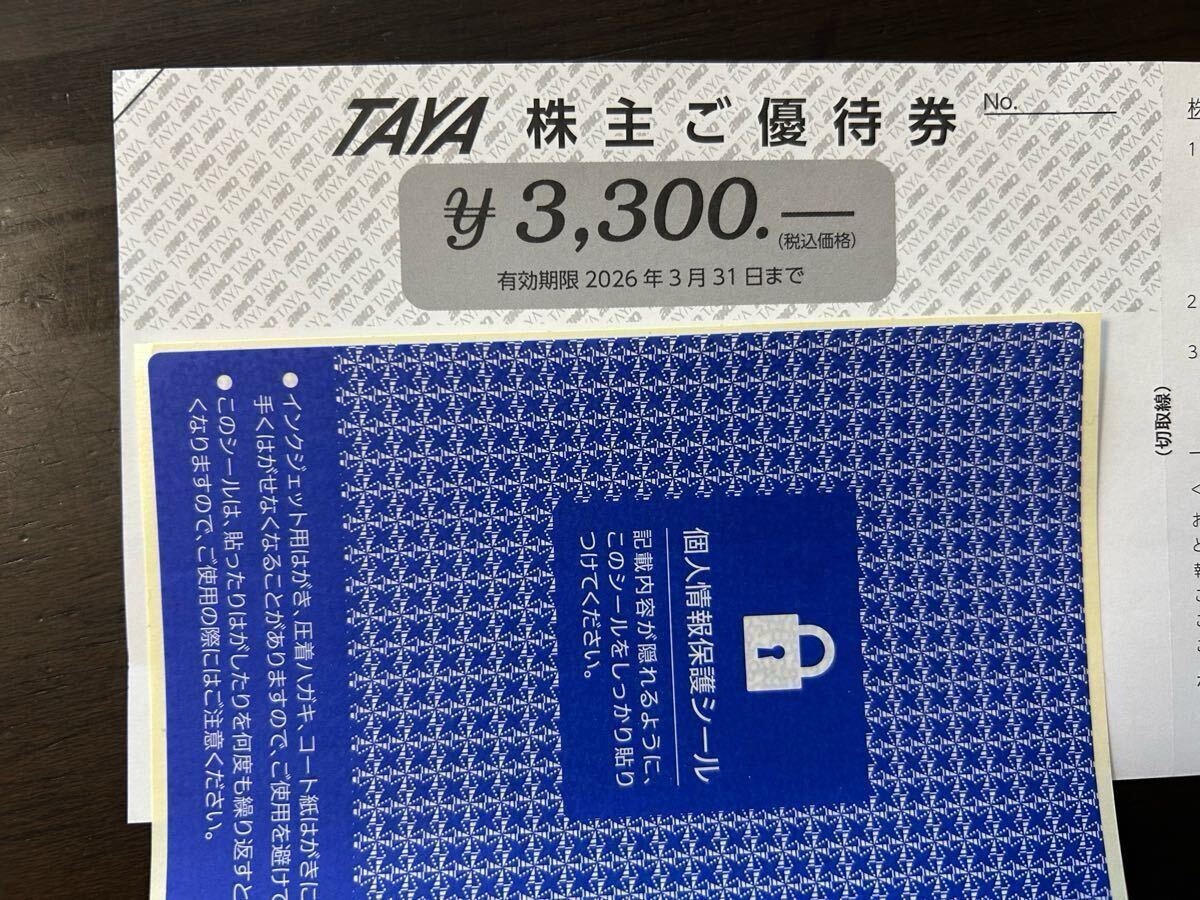 TAYA 株主ご優待券 No.
¥3,300.―
(税込価格)
有効期限 2026年3月31日まで
個人情報保護シール
記載内容が隠れるように、
このシールをしっかり貼り
つけてください。
●インクジェット用はがき、圧着ハガキ、コート紙はがきに
手くはがせなくなることがありますので、ご使用を避けて
●このシールは、貼ったりはがしたりを何度も繰り返すと
くなりますので、ご使用の際にはご注意ください。
(切取線)
株
1
2
3